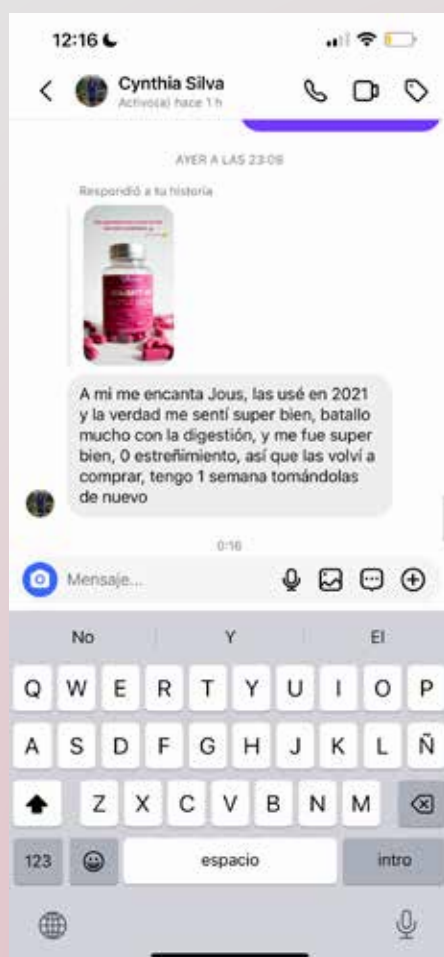 12:16
Cynthia Silva
Activo(a) hace 1 h
AYER A LAS 23:08
Respondió a tu historia
A mi me encanta Jous, las usé en 2021
y la verdad me sentí super bien, batallo
mucho con la digestión, y me fue super
bien, 0 estreñimiento, así que las volví a
comprar, tengo 1 semana tomándolas
de nuevo
0:16
Mensaje...
No Y El
Q W E R T Y U I O P
A S D F G H J K L Ñ
Z X C V B N M
123 espacio intro